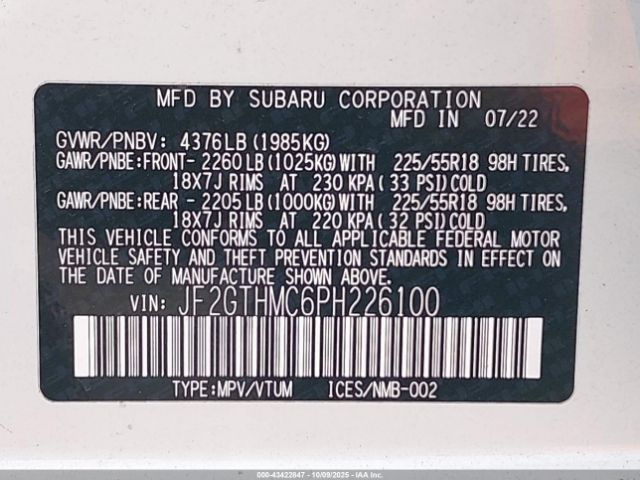 MFD BY SUBARU CORPORATION
MFD IN 07/22
GVWR/PNBV: 4376LB(1985KG)
GAWR/PNBE:FRONT- 2260LB(1025KG)WITH 225/55R18 98H TIRES,
18X7J RIMS AT 230 KPA(33 PSI)COLD
GAWR/PNBE:REAR - 2205LB(1000KG)WITH 225/55R18 98H TIRES,
18X7J RIMS AT 220 KPA(32 PSI)COLD
THIS VEHICLE CONFORMS TO ALL APPLICABLE FEDERAL MOTOR
VEHICLE SAFETY AND THEFT PREVENTION STANDARDS IN EFFECT
ON THE DATE OF MANUFACTURE SHOWN ABOVE.
VIN: JF2GTHMC6PH226100
TYPE:MPV/VTUM ICES/NMB-002
000-43422647 - 10/09/2025 - IAAI.COM